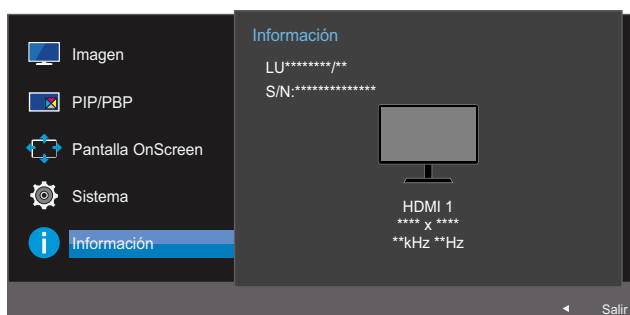 Imagen
PIP/PBP
Pantalla OnScreen
Sistema
Información
Información
LU********/**
S/N:**************
HDMI 1
**** x ****
**kHz **Hz
Salir